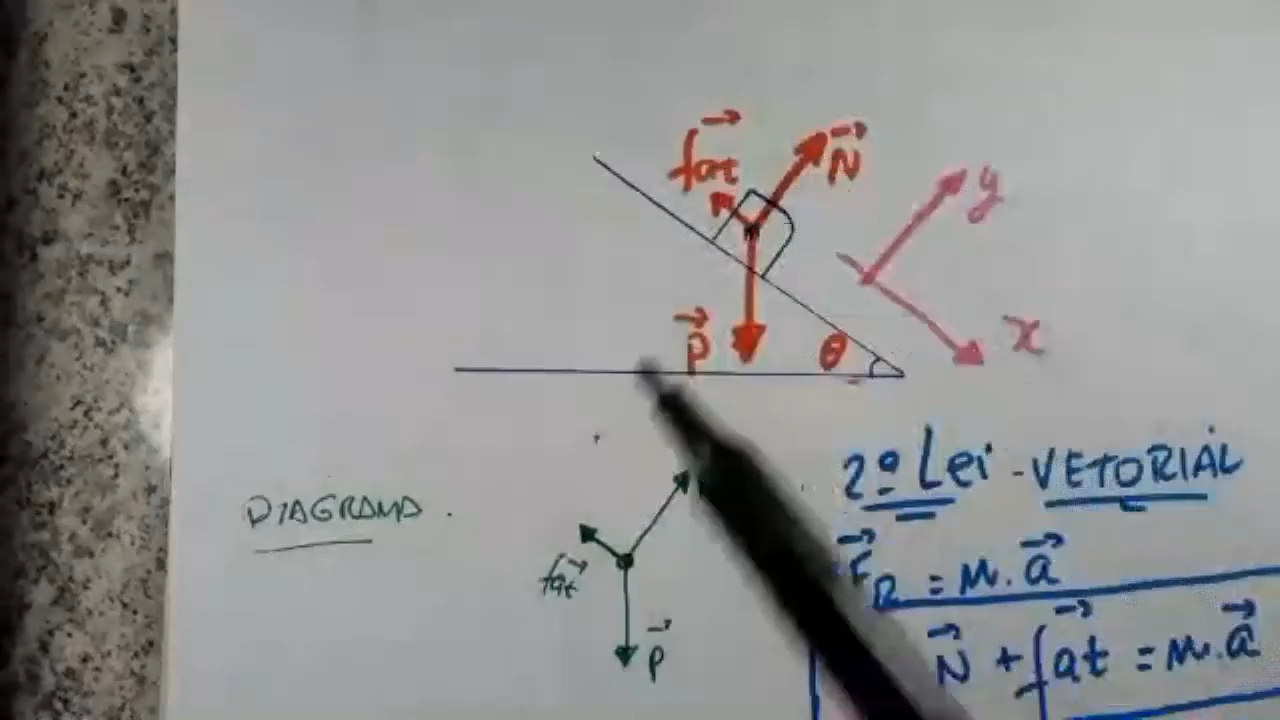 fat N
m
y
P θ x
2º Lei - VETORIAL
DIAGRAMA.
F_R = m.a
fat
N + fat = m.a
P